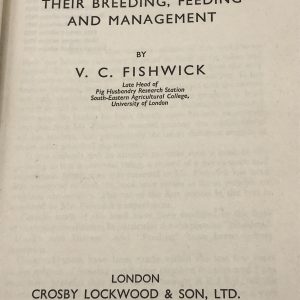 THEIR BREEDING, FEEDING
AND MANAGEMENT
BY
V. C. FISHWICK
Late Head of
Pig Husbandry Research Station
South-Eastern Agricultural College,
University of London
LONDON
CROSBY LOCKWOOD & SON, LTD.